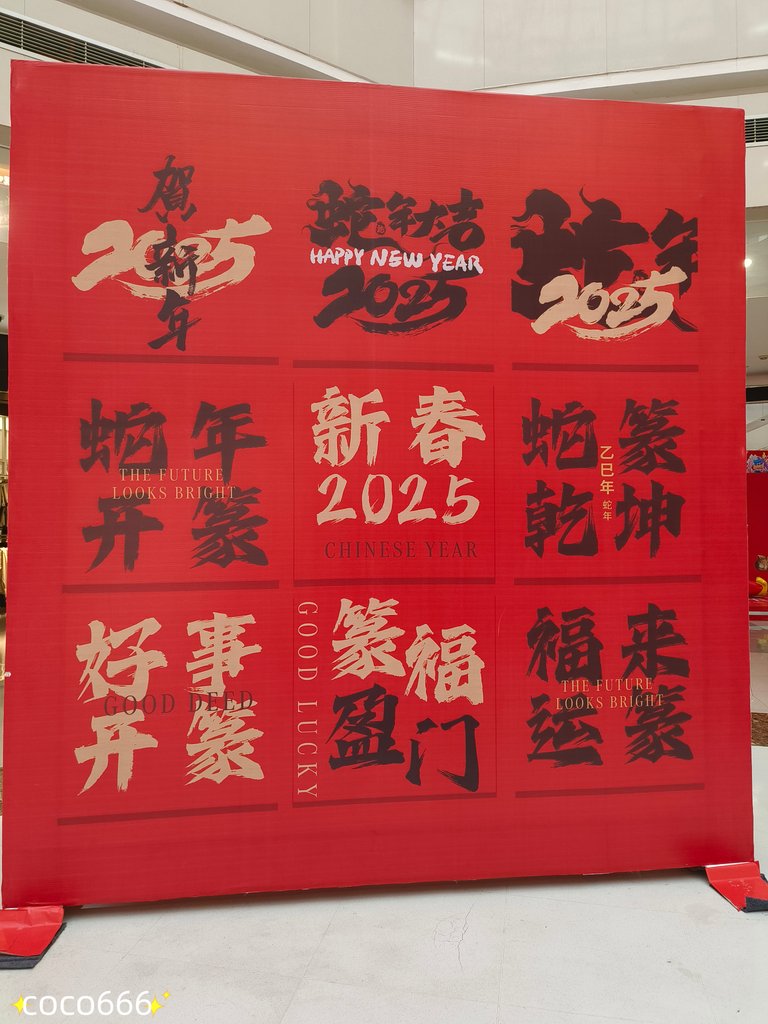 賀新年
2025
蛇年大吉
HAPPY NEW YEAR
2025
蛇年
2025
蛇年
THE FUTURE
LOOKS BRIGHT
开篆
新春
2025
CHINESE YEAR
蛇篆
乙巳年 蛇年
乾坤
好事
GOOD DEED
开篆
GOOD LUCKY
篆福
盈门
福来
THE FUTURE
LOOKS BRIGHT
运篆
coco666